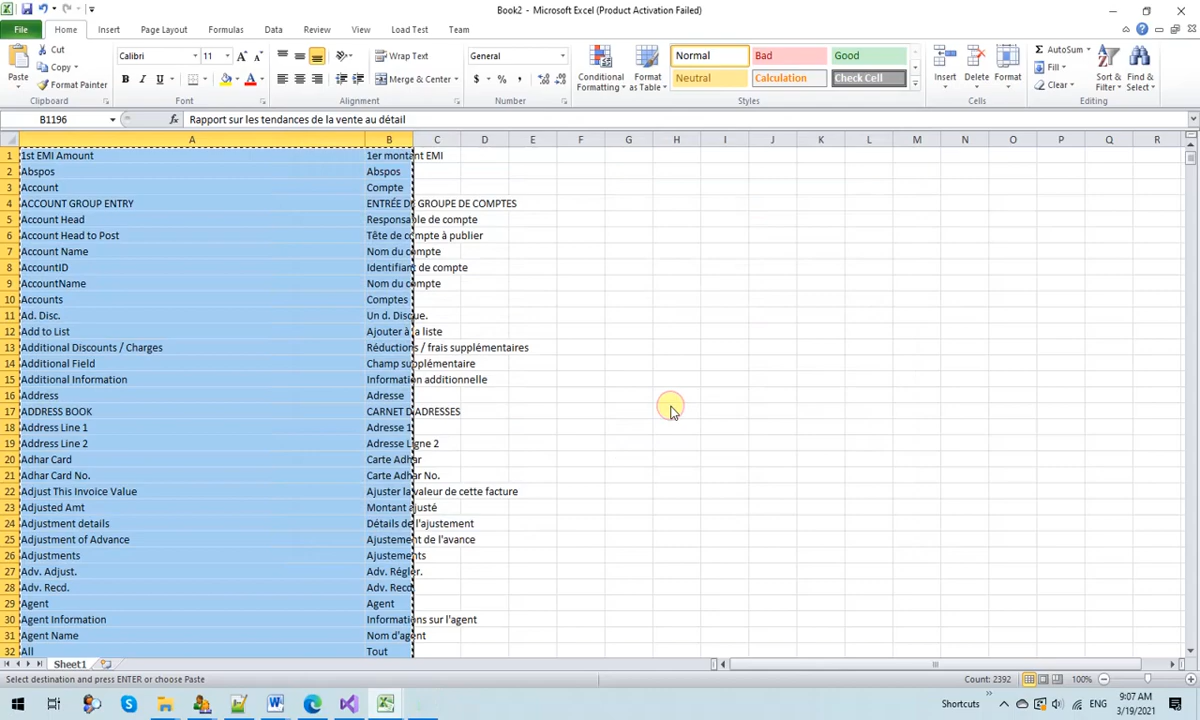 Book2 - Microsoft Excel (Product Activation Failed)
File Home Insert Page Layout Formulas Data Review View Load Test Team
Paste
Cut
Copy
Format Painter
Clipboard
Calibri 11
B I U A
Font
Wrap Text
Merge & Center
Alignment
General
$ % ,
Number
Conditional Formatting
Format as Table
Normal Bad Good
Neutral Calculation Check Cell
Styles
Insert Delete Format
Cells
AutoSum
Fill
Clear
Sort & Filter
Find & Select
Editing
B1196 fx Rapport sur les tendances de la vente au détail
A B C D E F G H I J K L M N O P Q R
1 1st EMI Amount 1er montant EMI
2 Abspos Abspos
3 Account Compte
4 ACCOUNT GROUP ENTRY ENTRÉE DE GROUPE DE COMPTES
5 Account Head Responsable de compte
6 Account Head to Post Tête de compte à publier
7 Account Name Nom du compte
8 AccountID Identifiant de compte
9 AccountName Nom du compte
10 Accounts Comptes
11 Ad. Disc. Un d. Disque.
12 Add to List Ajouter à la liste
13 Additional Discounts / Charges Réductions / frais supplémentaires
14 Additional Field Champ supplémentaire
15 Additional Information Information additionnelle
16 Address Adresse
17 ADDRESS BOOK CARNET D'ADRESSES
18 Address Line 1 Adresse 1
19 Address Line 2 Adresse Ligne 2
20 Adhar Card Carte Adhar
21 Adhar Card No. Carte Adhar No.
22 Adjust This Invoice Value Ajuster la valeur de cette facture
23 Adjusted Amt Montant ajusté
24 Adjustment details Détails de l'ajustement
25 Adjustment of Advance Ajustement de l'avance
26 Adjustments Ajustements
27 Adv. Adjust. Adv. Régler.
28 Adv. Recd. Adv. Recd
29 Agent Agent
30 Agent Information Informations sur l'agent
31 Agent Name Nom d'agent
32 All Tout
Sheet1
Select destination and press ENTER or choose Paste Count: 2392 100%
Shortcuts ENG 9:07 AM
3/19/2021